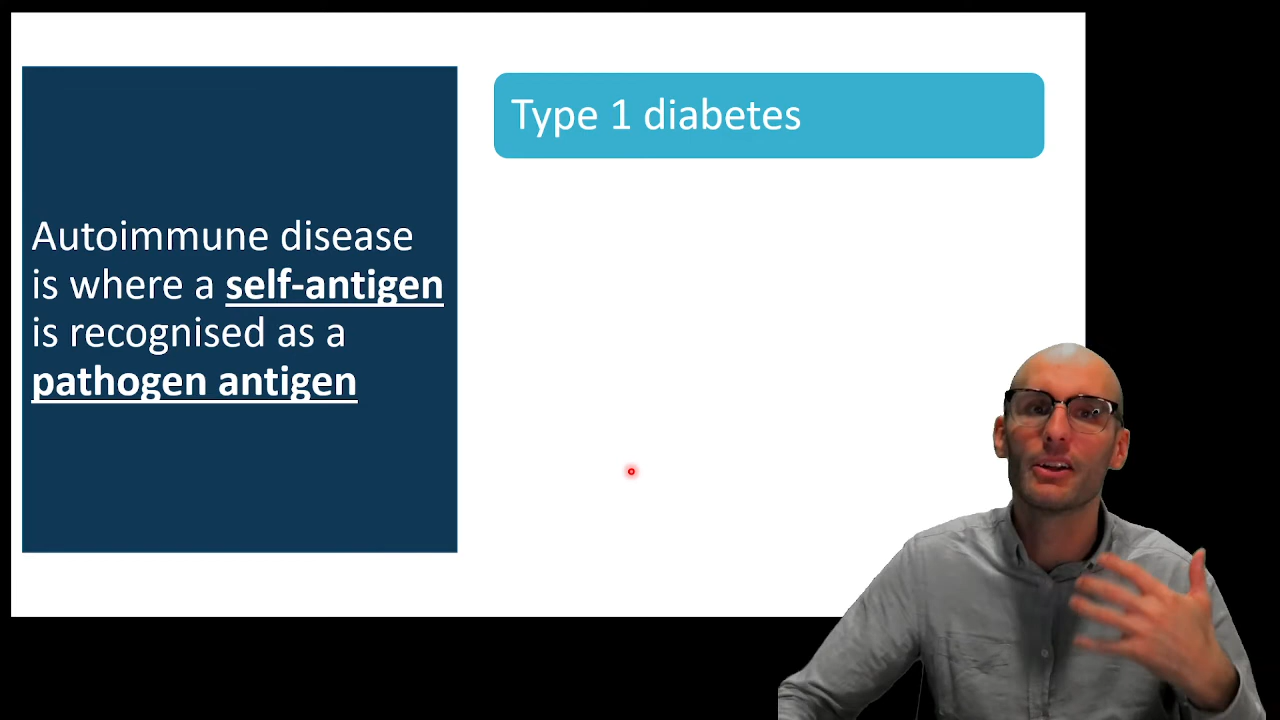 Autoimmune disease
is where a self-antigen
is recognised as a
pathogen antigen
Type 1 diabetes